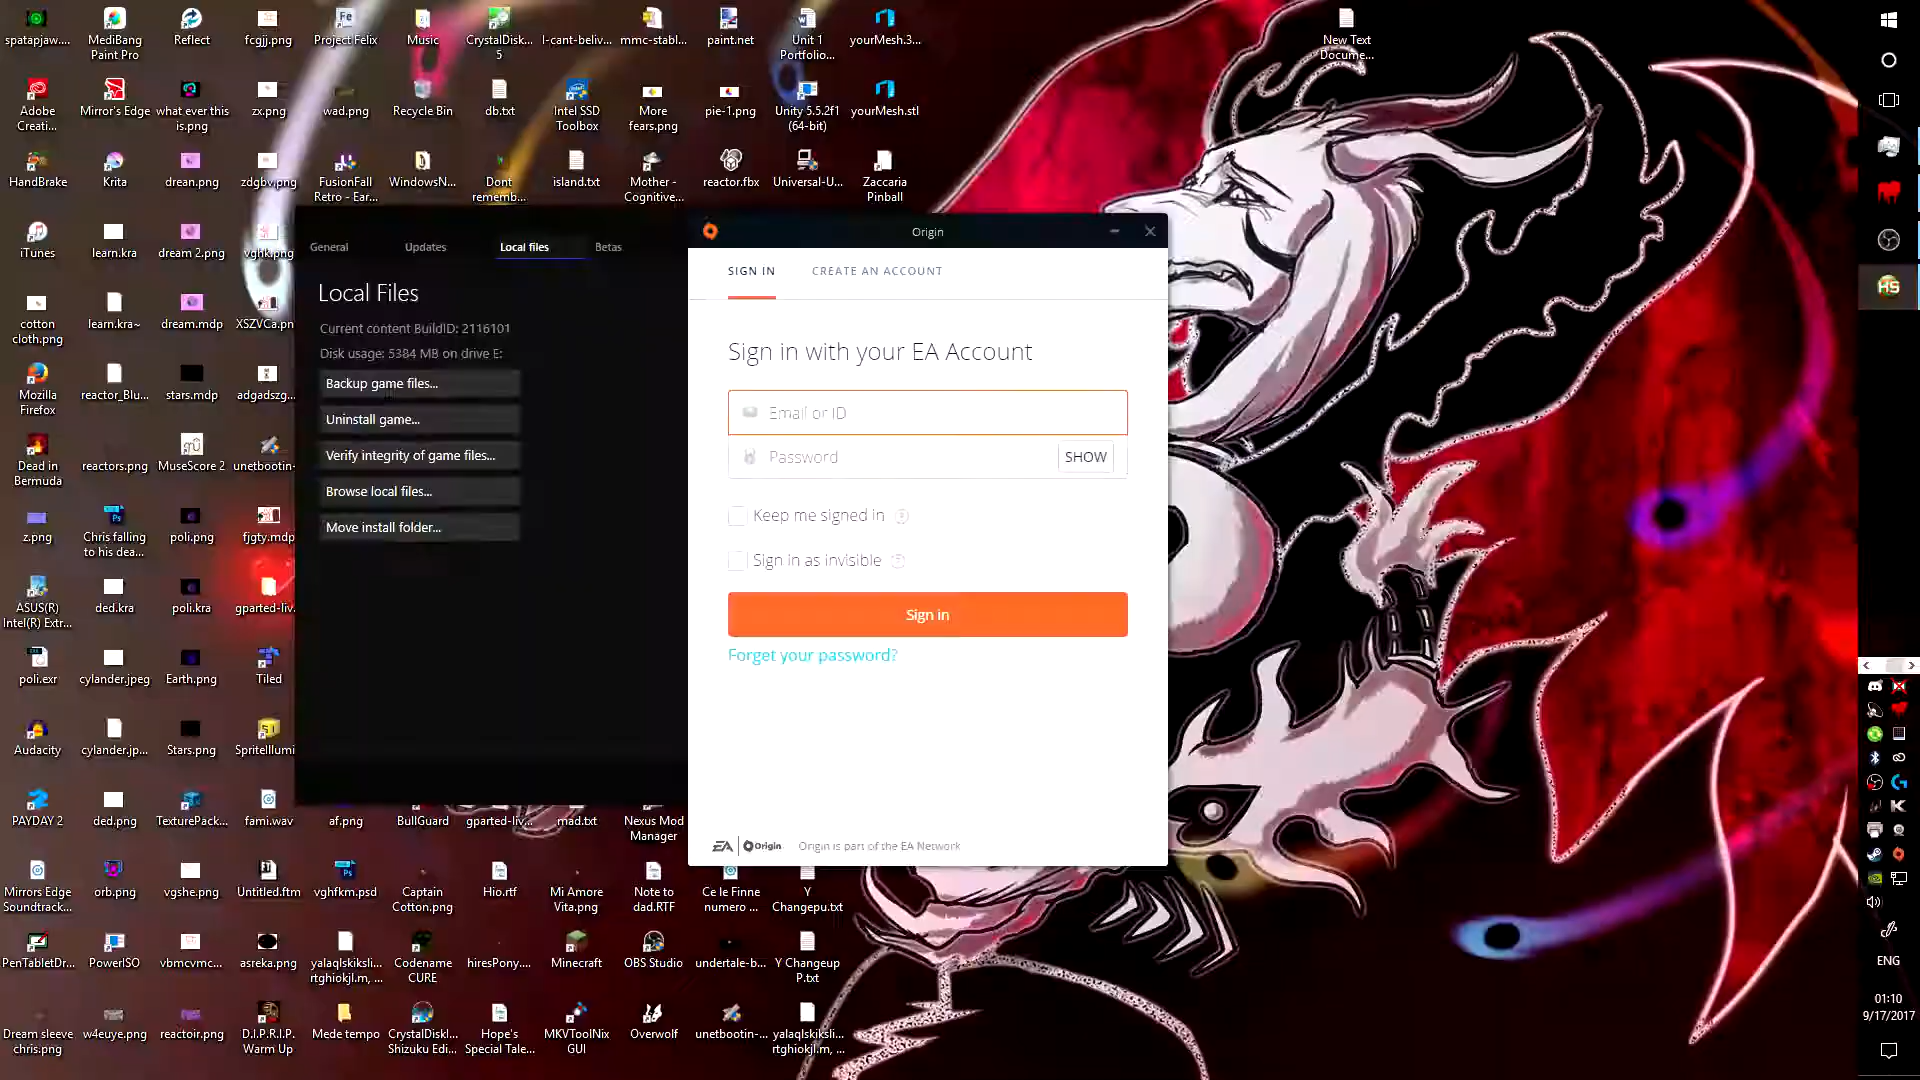 spatapjaw....
MediBang
Paint Pro
Reflect
fcgjj.png
Project Felix
Music
CrystalDisk...
5
I-cant-beliv...
mmc-stabl...
paint.net
Unit 1
Portfolio...
yourMesh.3...
New Text
Docume...
Adobe
Creati...
Mirror's Edge
what ever this
is.png
zx.png
wad.png
Recycle Bin
db.txt
Intel SSD
Toolbox
More
fears.png
pie-1.png
Unity 5.5.2f1
(64-bit)
yourMesh.stl
HandBrake
Krita
drean.png
zdgbv.png
FusionFall
Retro - Ear...
WindowsN...
Dont
rememb...
island.txt
Mother -
Cognitive...
reactor.fbx
Universal-U...
Zaccaria
Pinball
iTunes
learn.kra
dream 2.png
vghk.png
cotton
cloth.png
learn.kra~
dream.mdp
XSZVCa.pn
Mozilla
Firefox
reactor_Blu...
stars.mdp
adgadszg...
Dead in
Bermuda
reactors.png
MuseScore 2
unetbootin-
z.png
Chris falling
to his dea...
poli.png
fjgty.mdp
ASUS(R)
Intel(R) Extr...
ded.kra
poli.kra
gparted-liv.
poli.exr
cylander.jpeg
Earth.png
Tiled
Audacity
cylander.jp...
Stars.png
SpriteIllumi
PAYDAY 2
ded.png
TexturePack...
fami.wav
af.png
BullGuard
gparted-liv...
mad.txt
Nexus Mod
Manager
Mirrors Edge
Soundtrack...
orb.png
vgshe.png
Untitled.ftm
vghfkm.psd
Captain
Cotton.png
Hio.rtf
Mi Amore
Vita.png
Note to
dad.RTF
Ce le Finne
numero ...
Y
Changepu.txt
PenTabletDr...
PowerISO
vbmcvmc...
asreka.png
yalaqlskiksli...
rtghiokjl.m, ...
Codename
CURE
hiresPony....
Minecraft
OBS Studio
undertale-b...
Y Changeup
P.txt
Dream sleeve
chris.png
w4euye.png
reactoir.png
D.I.P.R.I.P.
Warm Up
Mede tempo
CrystalDiskI...
Shizuku Edi...
Hope's
Special Tale...
MKVToolNix
GUI
Overwolf
unetbootin-...
yalaqlskiksli...
rtghiokjl.m, ...
General
Updates
Local files
Betas
Local Files
Current content BuildID: 2116101
Disk usage: 5384 MB on drive E:
Backup game files...
Uninstall game...
Verify integrity of game files...
Browse local files...
Move install folder...
Origin
SIGN IN
CREATE AN ACCOUNT
Sign in with your EA Account
Email or ID
Password
SHOW
Keep me signed in
Sign in as invisible
Sign in
Forget your password?
EA
Origin
Origin is part of the EA Network
HS
ENG
01:10
9/17/2017